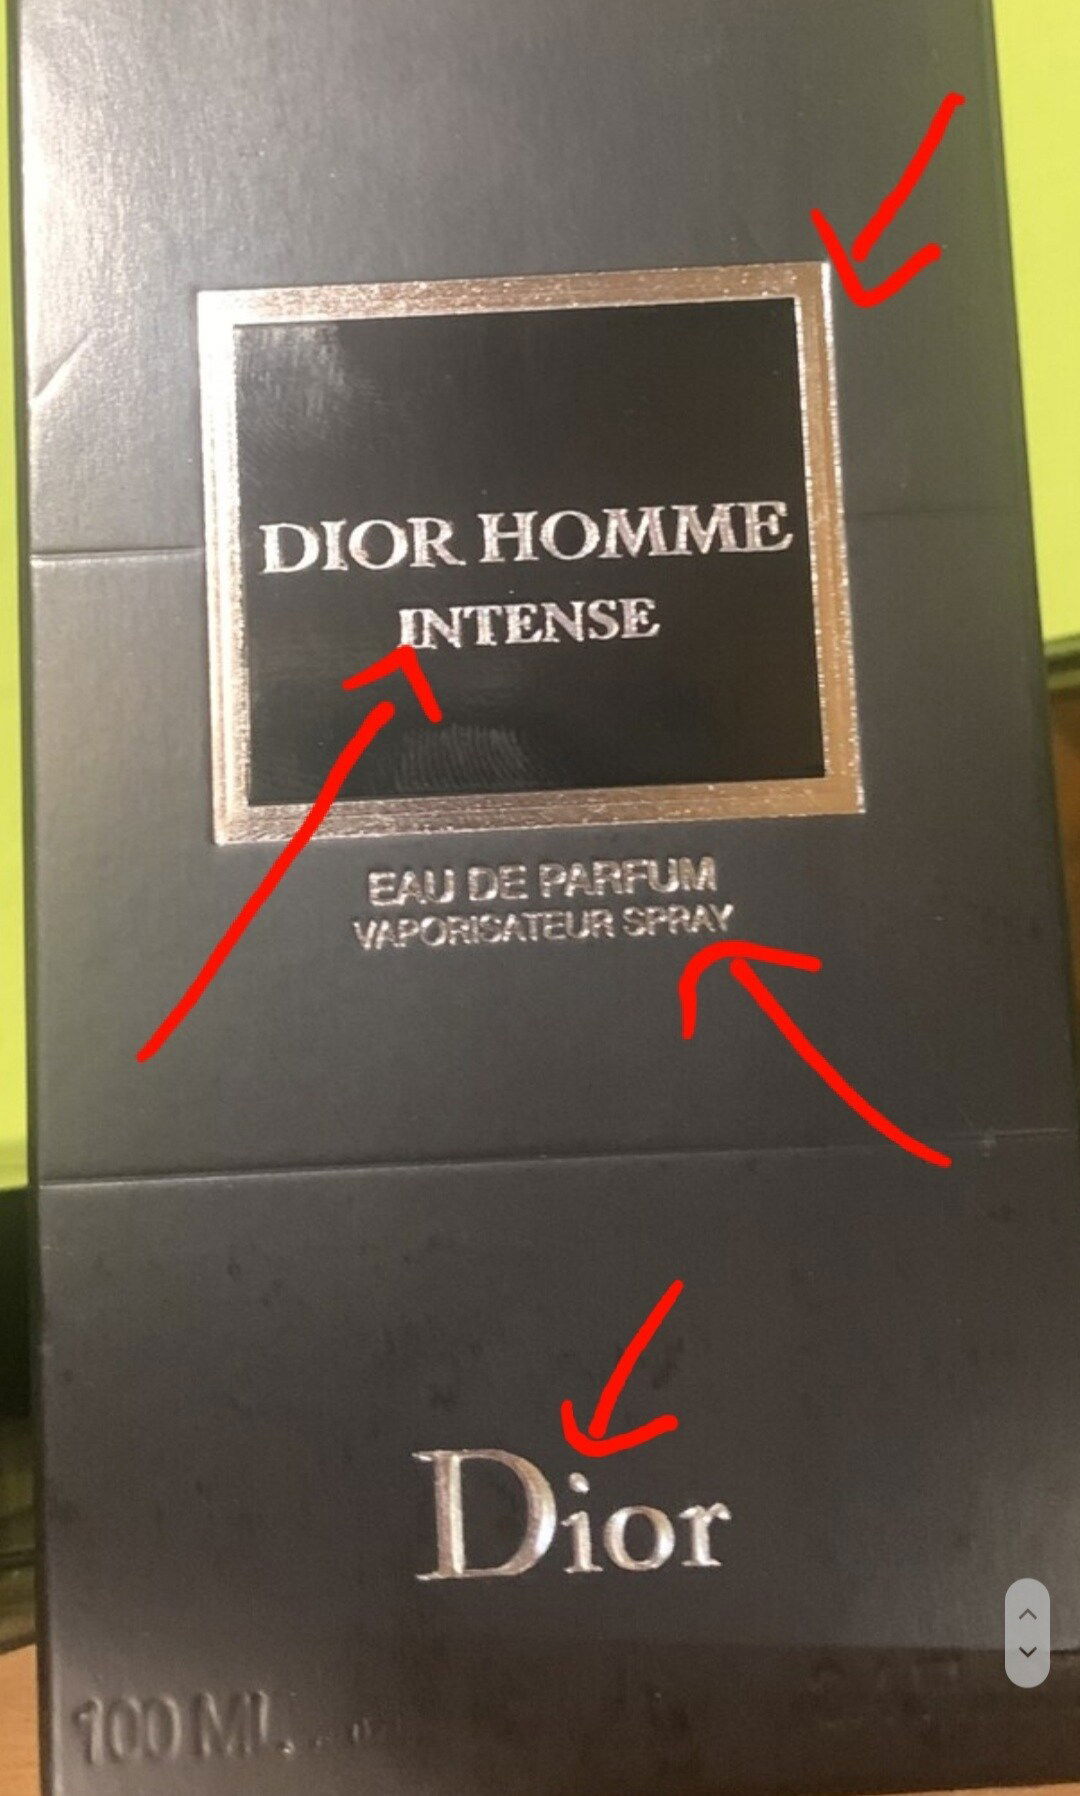 DIOR HOMME
INTENSE
EAU DE PARFUM
VAPORISATEUR SPRAY
Dior
100 ML